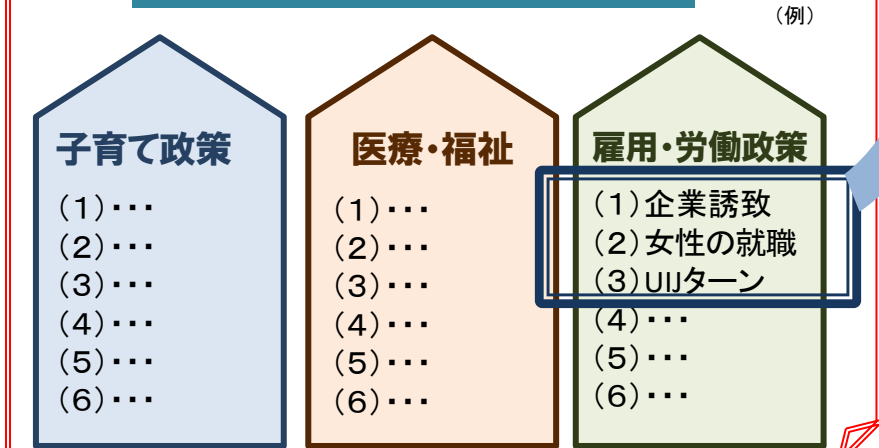 （例）
子育て政策
（１）・・・
（２）・・・
（３）・・・
（４）・・・
（５）・・・
（６）・・・
医療・福祉
（１）・・・
（２）・・・
（３）・・・
（４）・・・
（５）・・・
（６）・・・
雇用・労働政策
（１）企業誘致
（２）女性の就職
（３）UIJターン
（４）・・・
（５）・・・
（６）・・・